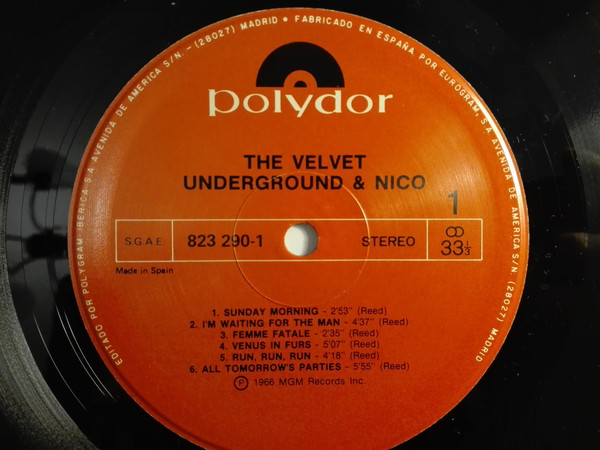 EDITADO POR POLYGRAM IBERICA S.A. AVENIDA DE AMERICA S/N. - (28027) MADRID • FABRICADO EN ESPAÑA POR EUROGRAM, S.A. AVENIDA DE AMERICA S/N. (28027) MADRID
polydor
THE VELVET
UNDERGROUND & NICO
1
S.G.A.E.
823 290-1
STEREO
33⅓
Made in Spain
1. SUNDAY MORNING - 2'53" (Reed)
2. I'M WAITING FOR THE MAN - 4'37" (Reed)
3. FEMME FATALE - 2'35" (Reed)
4. VENUS IN FURS - 5'07" (Reed)
5. RUN, RUN, RUN - 4'18" (Reed)
6. ALL TOMORROW'S PARTIES - 5'55" (Reed)
Ⓟ 1966 MGM Records Inc.